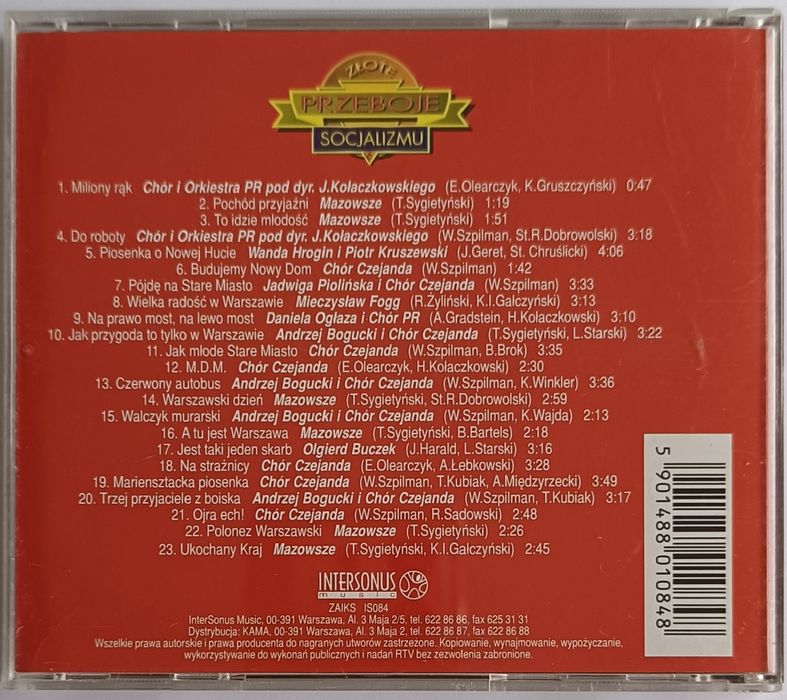 ZŁOTE
PRZEBOJE
SOCJALIZMU
1. Miliony rąk Chór i Orkiestra PR pod dyr. J.Kołaczkowskiego (E.Olearczyk, K.Gruszczyński) 0:47
2. Pochód przyjaźni Mazowsze (T.Sygietyński) 1:19
3. To idzie młodość Mazowsze (T.Sygietyński) 1:51
4. Do roboty Chór i Orkiestra PR pod dyr. J.Kołaczkowskiego (W.Szpilman, St.R.Dobrowolski) 3:18
5. Piosenka o Nowej Hucie Wanda Hrogin i Piotr Kruszewski (J.Geret, St. Chruślicki) 4:06
6. Budujemy Nowy Dom Chór Czejanda (W.Szpilman) 1:42
7. Pójdę na Stare Miasto Jadwiga Piolińska i Chór Czejanda (W.Szpilman) 3:33
8. Wielka radość w Warszawie Mieczysław Fogg (R.Żyliński, K.I.Gałczyński) 3:13
9. Na prawo most, na lewo most Daniela Ogłaza i Chór PR (A.Gradstein, H.Kołaczkowski) 3:10
10. Jak przygoda to tylko w Warszawie Andrzej Bogucki i Chór Czejanda (T.Sygietyński, L.Starski) 3:22
11. Jak młode Stare Miasto Chór Czejanda (W.Szpilman, B.Brok) 3:35
12. M.D.M. Chór Czejanda (E.Olearczyk, H.Kołaczkowski) 2:30
13. Czerwony autobus Andrzej Bogucki i Chór Czejanda (W.Szpilman, K.Winkler) 3:36
14. Warszawski dzień Mazowsze (T.Sygietyński, St.R.Dobrowolski) 2:59
15. Walczyk murarski Andrzej Bogucki i Chór Czejanda (W.Szpilman, K.Wajda) 2:13
16. A tu jest Warszawa Mazowsze (T.Sygietyński, B.Bartels) 2:18
17. Jest taki jeden skarb Olgierd Buczek (J.Harald, L.Starski) 3:16
18. Na strażnicy Chór Czejanda (E.Olearczyk, A.Łebkowski) 3:28
19. Mariensztacka piosenka Chór Czejanda (W.Szpilman, T.Kubiak, A.Międzyrzecki) 3:49
20. Trzej przyjaciele z boiska Andrzej Bogucki i Chór Czejanda (W.Szpilman, T.Kubiak) 3:17
21. Ojra ech! Chór Czejanda (W.Szpilman, R.Sadowski) 2:48
22. Polonez Warszawski Mazowsze (T.Sygietyński) 2:26
23. Ukochany Kraj Mazowsze (T.Sygietyński, K.I.Gałczyński) 2:45
INTERSONUS
music
ZAIKS IS084
InterSonus Music, 00-391 Warszawa, Al. 3 Maja 2/5, tel. 622 86 86, fax 625 31 31
Dystrybucja: KAMA, 00-391 Warszawa, Al. 3 Maja 2, tel. 622 86 87, fax 622 86 88
Wszelkie prawa autorskie i prawa producenta do nagranych utworów zastrzeżone. Kopiowanie, wynajmowanie, wypożyczanie,
wykorzystywanie do wykonań publicznych i nadań RTV bez zezwolenia zabronione.
5 901488 010848